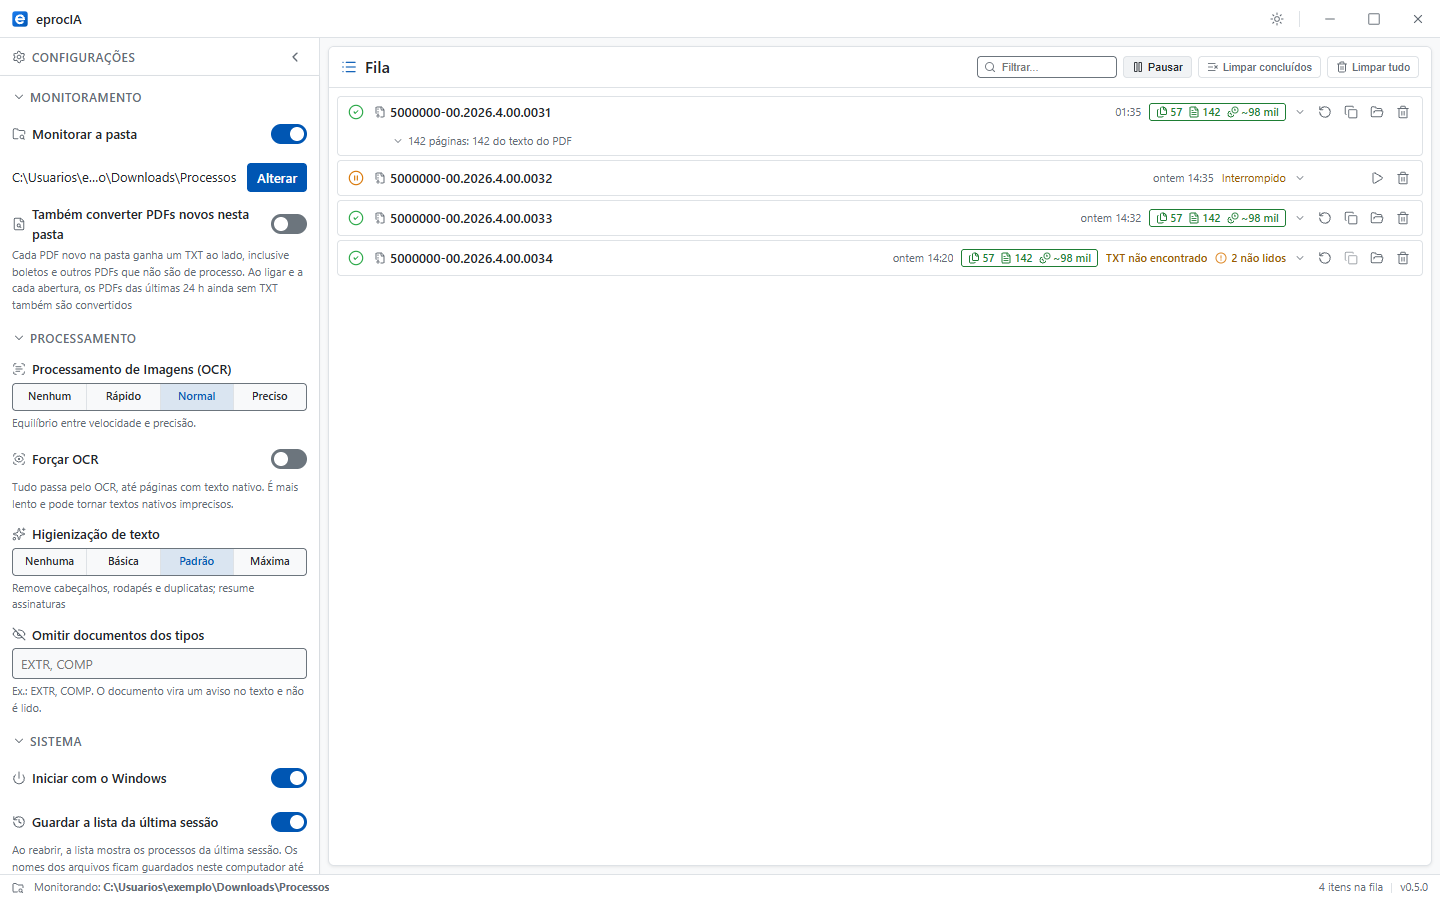 eprocIA
CONFIGURAÇÕES
MONITORAMENTO
Monitorar a pasta
C:\Usuarios\e...o\Downloads\Processos
Alterar
Também converter PDFs novos nesta
pasta
Cada PDF novo na pasta ganha um TXT ao lado, inclusive
boletos e outros PDFs que não são de processo. Ao ligar e a
cada abertura, os PDFs das últimas 24 h ainda sem TXT
também são convertidos
PROCESSAMENTO
Processamento de Imagens (OCR)
Nenhum Rápido Normal Preciso
Equilíbrio entre velocidade e precisão.
Forçar OCR
Tudo passa pelo OCR, até páginas com texto nativo. É mais
lento e pode tornar textos nativos imprecisos.
Higienização de texto
Nenhuma Básica Padrão Máxima
Remove cabeçalhos, rodapés e duplicatas; resume
assinaturas
Omitir documentos dos tipos
EXTR, COMP
Ex.: EXTR, COMP. O documento vira um aviso no texto e não
é lido.
SISTEMA
Iniciar com o Windows
Guardar a lista da última sessão
Ao reabrir, a lista mostra os processos da última sessão. Os
nomes dos arquivos ficam guardados neste computador até
Fila
Filtrar...
Pausar
Limpar concluídos
Limpar tudo
5000000-00.2026.4.00.0031 01:35 57 142 ~98 mil
142 páginas: 142 do texto do PDF
5000000-00.2026.4.00.0032 ontem 14:35 Interrompido
5000000-00.2026.4.00.0033 ontem 14:32 57 142 ~98 mil
5000000-00.2026.4.00.0034 ontem 14:20 57 142 ~98 mil TXT não encontrado 2 não lidos
Monitorando: C:\Usuarios\exemplo\Downloads\Processos
4 itens na fila
v0.5.0